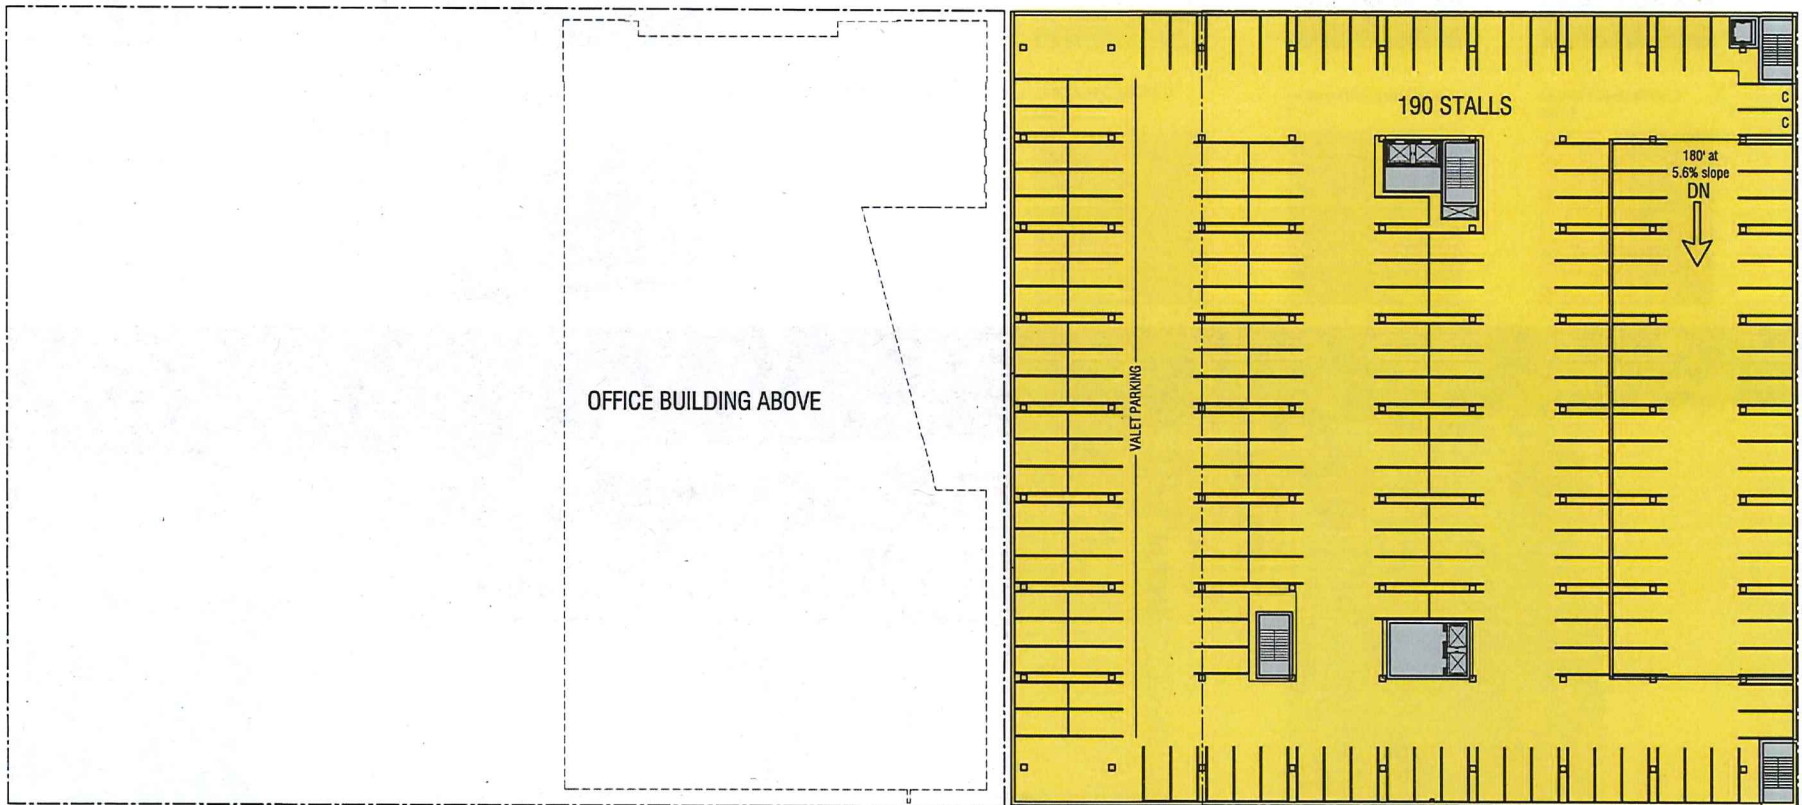 190 STALLS
C
C
180' at
5.6% slope
DN
OFFICE BUILDING ABOVE
VALET PARKING